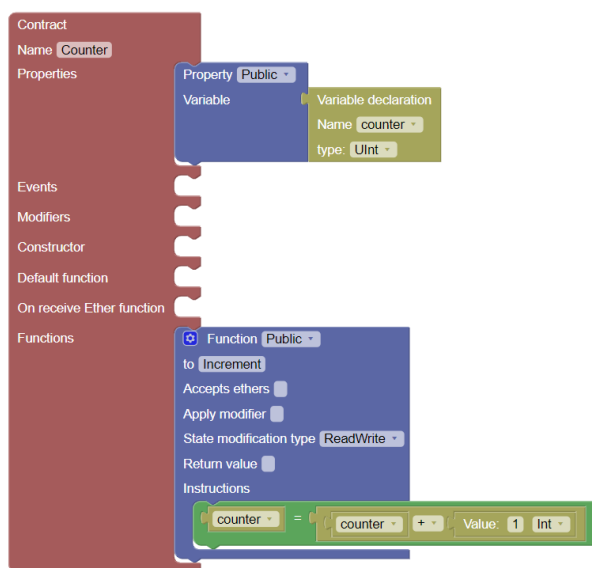 Contract
Name Counter
Properties
Property Public
Variable
Variable declaration
Name counter
type: UInt
Events
Modifiers
Constructor
Default function
On receive Ether function
Functions
Function Public
to Increment
Accepts ethers
Apply modifier
State modification type ReadWrite
Return value
Instructions
counter = counter + Value: 1 Int